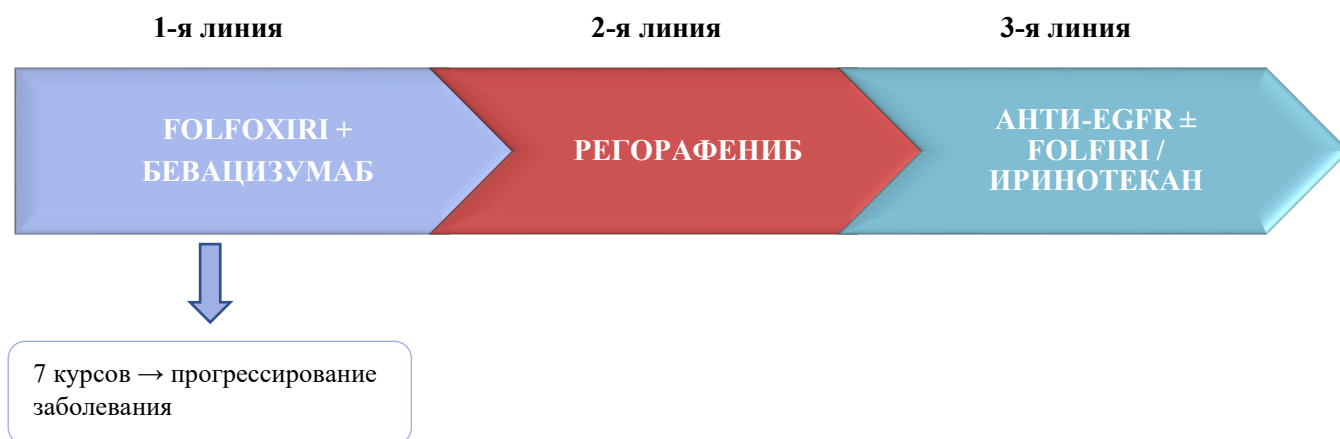 1-я линия
2-я линия
3-я линия
FOLFOXIRI +
БЕВАЦИЗУМАБ
РЕГОРАФЕНИБ
АНТИ-EGFR ±
FOLFIRI /
ИРИНОТЕКАН
7 курсов → прогрессирование
заболевания